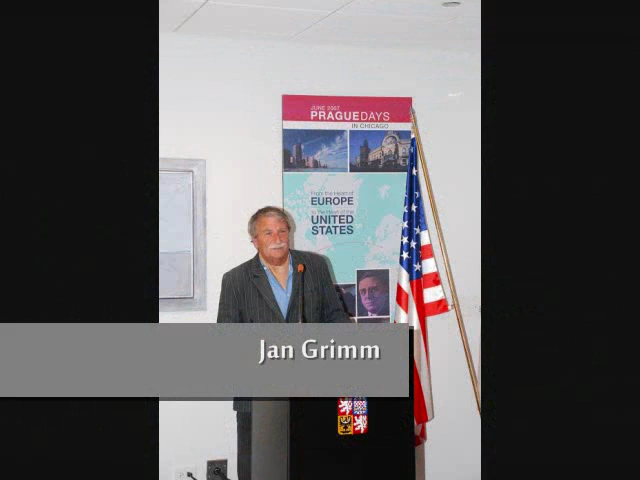 JUNE 2007
PRAGUEDAYS
IN CHICAGO
From the Heart of
EUROPE
to the Heart of the
UNITED
STATES
Jan Grimm